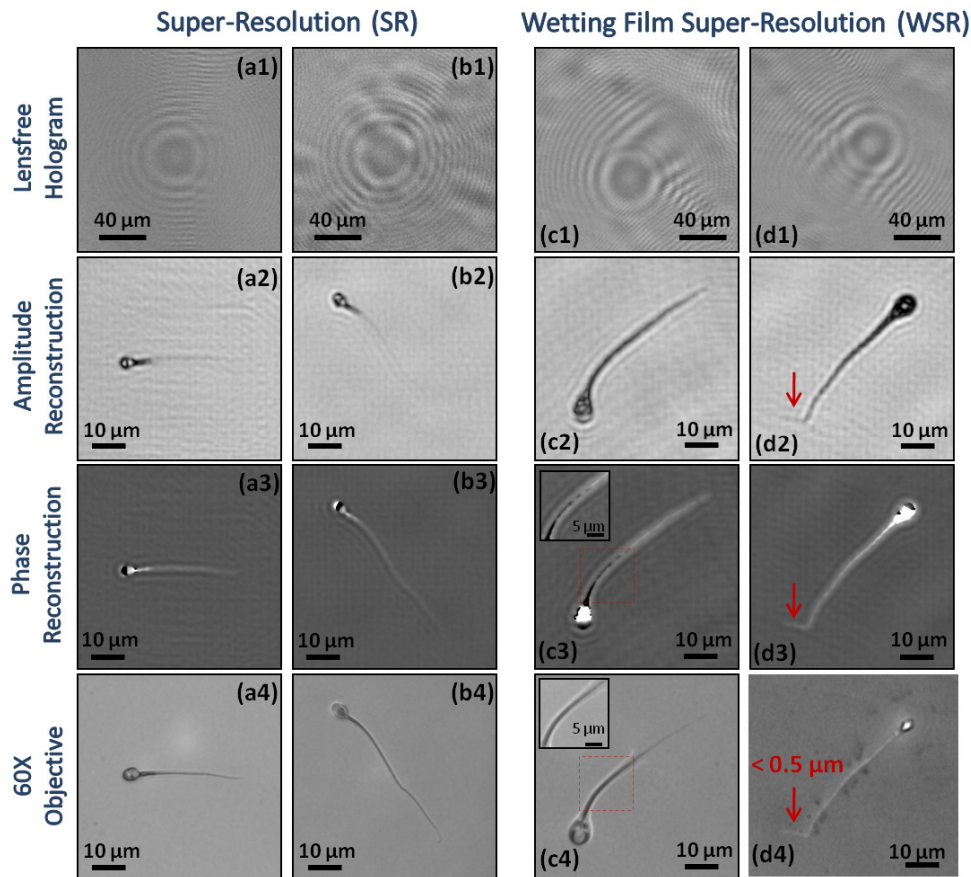 Super-Resolution (SR)
Wetting Film Super-Resolution (WSR)
Lensfree
Hologram
(a1)
40 μm
(b1)
40 μm
(c1)
40 μm
(d1)
40 μm
Amplitude
Reconstruction
(a2)
10 μm
(b2)
10 μm
(c2)
10 μm
(d2)
10 μm
Phase
Reconstruction
(a3)
10 μm
(b3)
10 μm
5 μm
(c3)
10 μm
(d3)
10 μm
60X
Objective
(a4)
10 μm
(b4)
10 μm
5 μm
(c4)
10 μm
< 0.5 μm
(d4)
10 μm